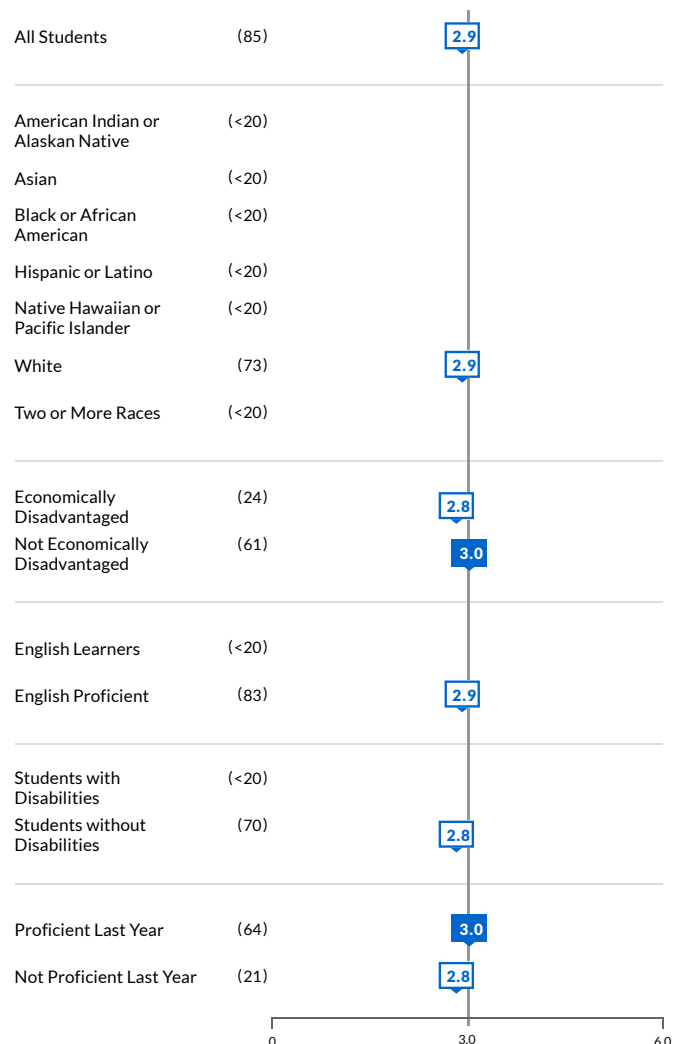 All Students (85) 2.9
American Indian or (<20)
Alaskan Native
Asian (<20)
Black or African (<20)
American
Hispanic or Latino (<20)
Native Hawaiian or (<20)
Pacific Islander
White (73) 2.9
Two or More Races (<20)
Economically (24) 2.8
Disadvantaged
Not Economically (61) 3.0
Disadvantaged
English Learners (<20)
English Proficient (83) 2.9
Students with (<20)
Disabilities
Students without (70) 2.8
Disabilities
Proficient Last Year (64) 3.0
Not Proficient Last Year (21) 2.8
0 3.0 6.0